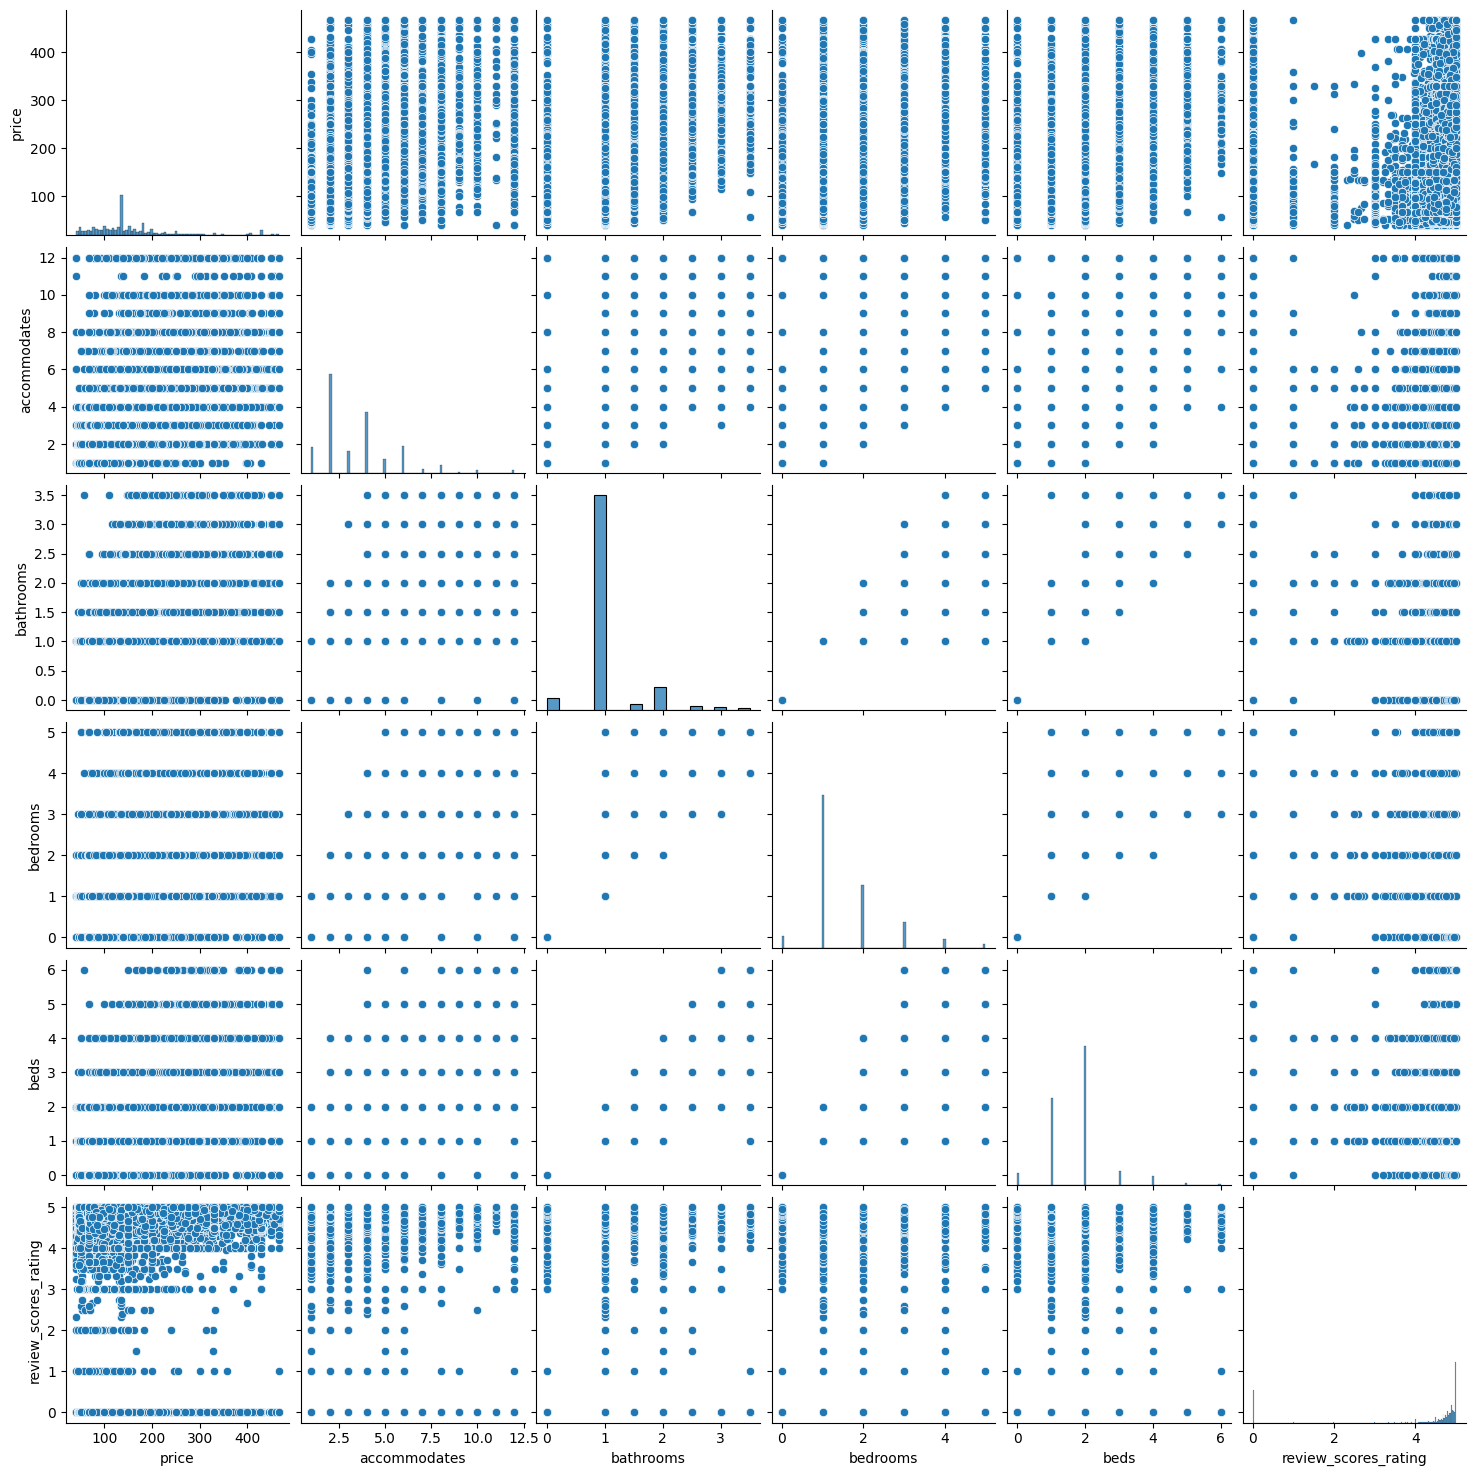 400
300
200
100
price
12
10
8
6
4
2
accommodates
3.5
3.0
2.5
2.0
1.5
1.0
0.5
0.0
bathrooms
5
4
3
2
1
0
bedrooms
6
5
4
3
2
1
0
beds
5
4
3
2
1
0
review_scores_rating
100 200 300 400
2.5 5.0 7.5 10.0 12.5
0 1 2 3
0 2 4
0 2 4 6
0 2 4
price accommodates bathrooms bedrooms beds review_scores_rating